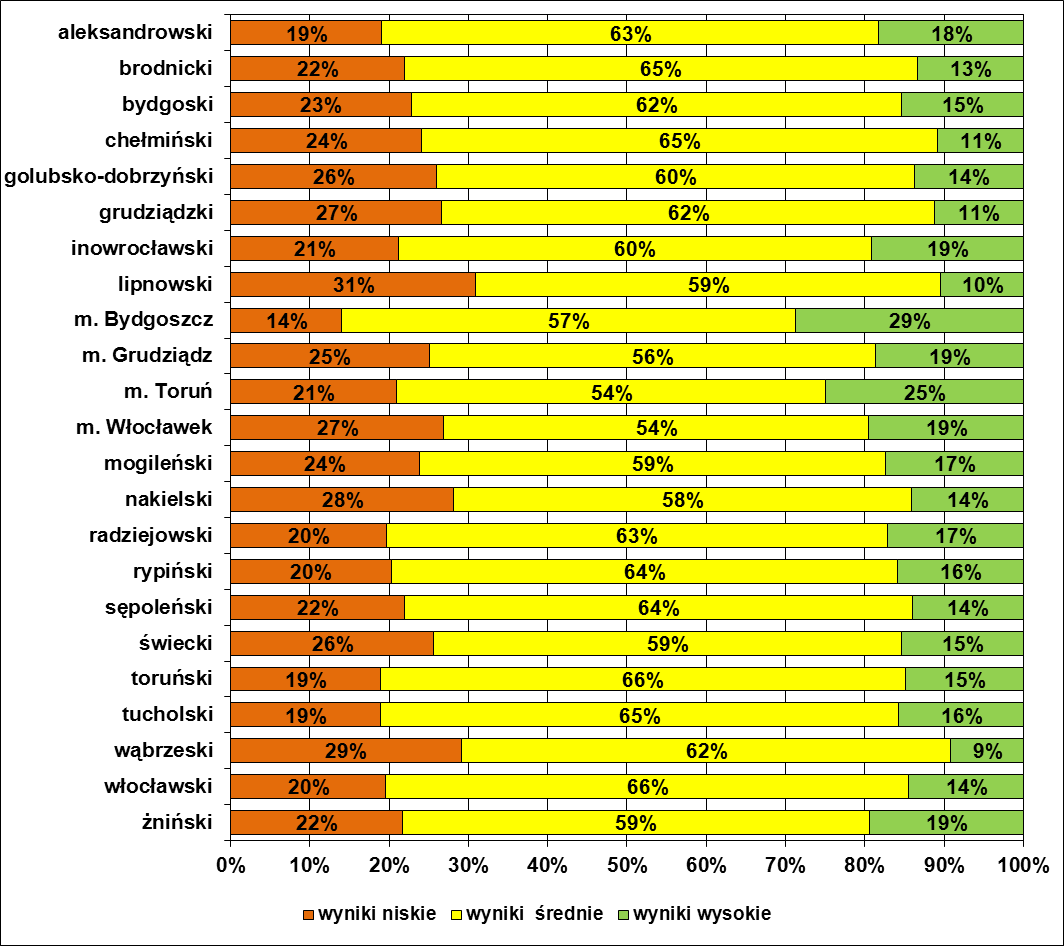 aleksandrowski 19% 63% 18%
brodnicki 22% 65% 13%
bydgoski 23% 62% 15%
chełmiński 24% 65% 11%
golubsko-dobrzyński 26% 60% 14%
grudziądzki 27% 62% 11%
inowrocławski 21% 60% 19%
lipnowski 31% 59% 10%
m. Bydgoszcz 14% 57% 29%
m. Grudziądz 25% 56% 19%
m. Toruń 21% 54% 25%
m. Włocławek 27% 54% 19%
mogileński 24% 59% 17%
nakielski 28% 58% 14%
radziejowski 20% 63% 17%
rypiński 20% 64% 16%
sępoleński 22% 64% 14%
świecki 26% 59% 15%
toruński 19% 66% 15%
tucholski 19% 65% 16%
wąbrzeski 29% 62% 9%
włocławski 20% 66% 14%
żniński 22% 59% 19%
0% 10% 20% 30% 40% 50% 60% 70% 80% 90% 100%
wyniki niskie wyniki średnie wyniki wysokie